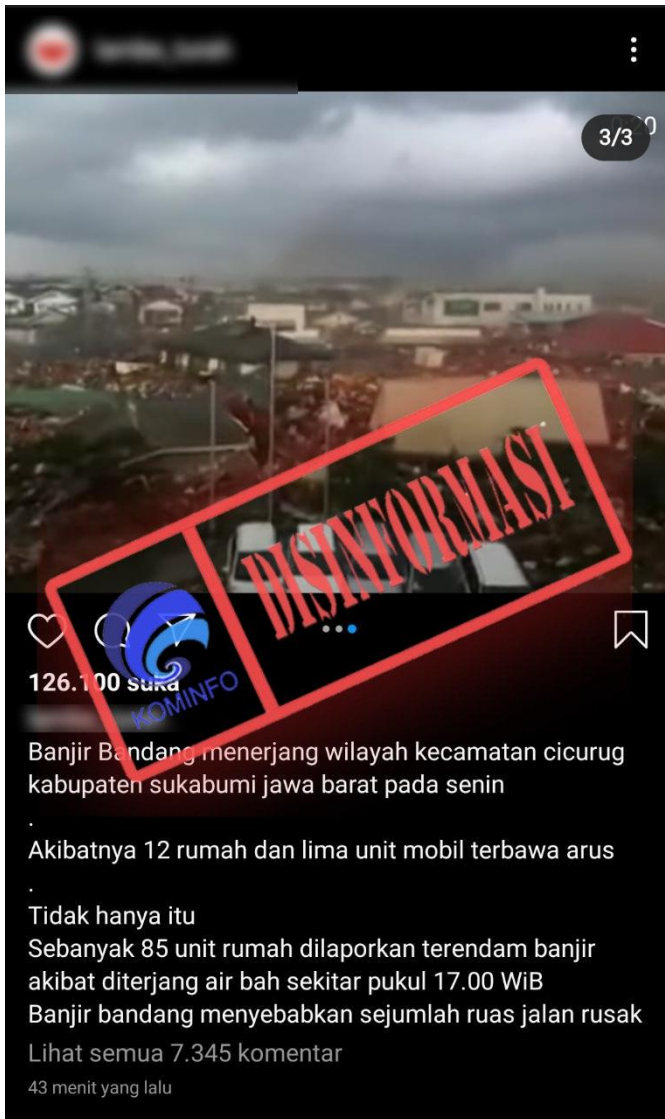 3/3
DISINFORMASI
KOMINFO
126.100 suka
Banjir Bandang menerjang wilayah kecamatan cicurug
kabupaten sukabumi jawa barat pada senin
.
Akibatnya 12 rumah dan lima unit mobil terbawa arus
.
Tidak hanya itu
Sebanyak 85 unit rumah dilaporkan terendam banjir
akibat diterjang air bah sekitar pukul 17.00 WiB
Banjir bandang menyebabkan sejumlah ruas jalan rusak
Lihat semua 7.345 komentar
43 menit yang lalu